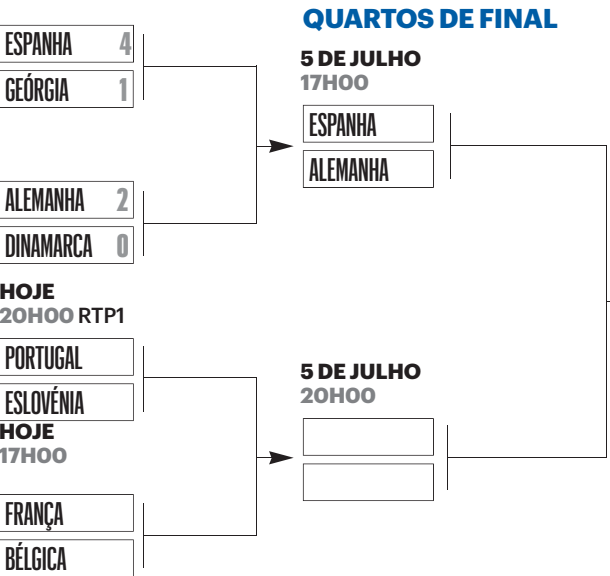 ESPANHA 4
GEÓRGIA 1
ALEMANHA 2
DINAMARCA 0
HOJE
20H00 RTP1
PORTUGAL
ESLOVÉNIA
HOJE
17H00
FRANÇA
BÉLGICA
QUARTOS DE FINAL
5 DE JULHO
17H00
ESPANHA
ALEMANHA
5 DE JULHO
20H00